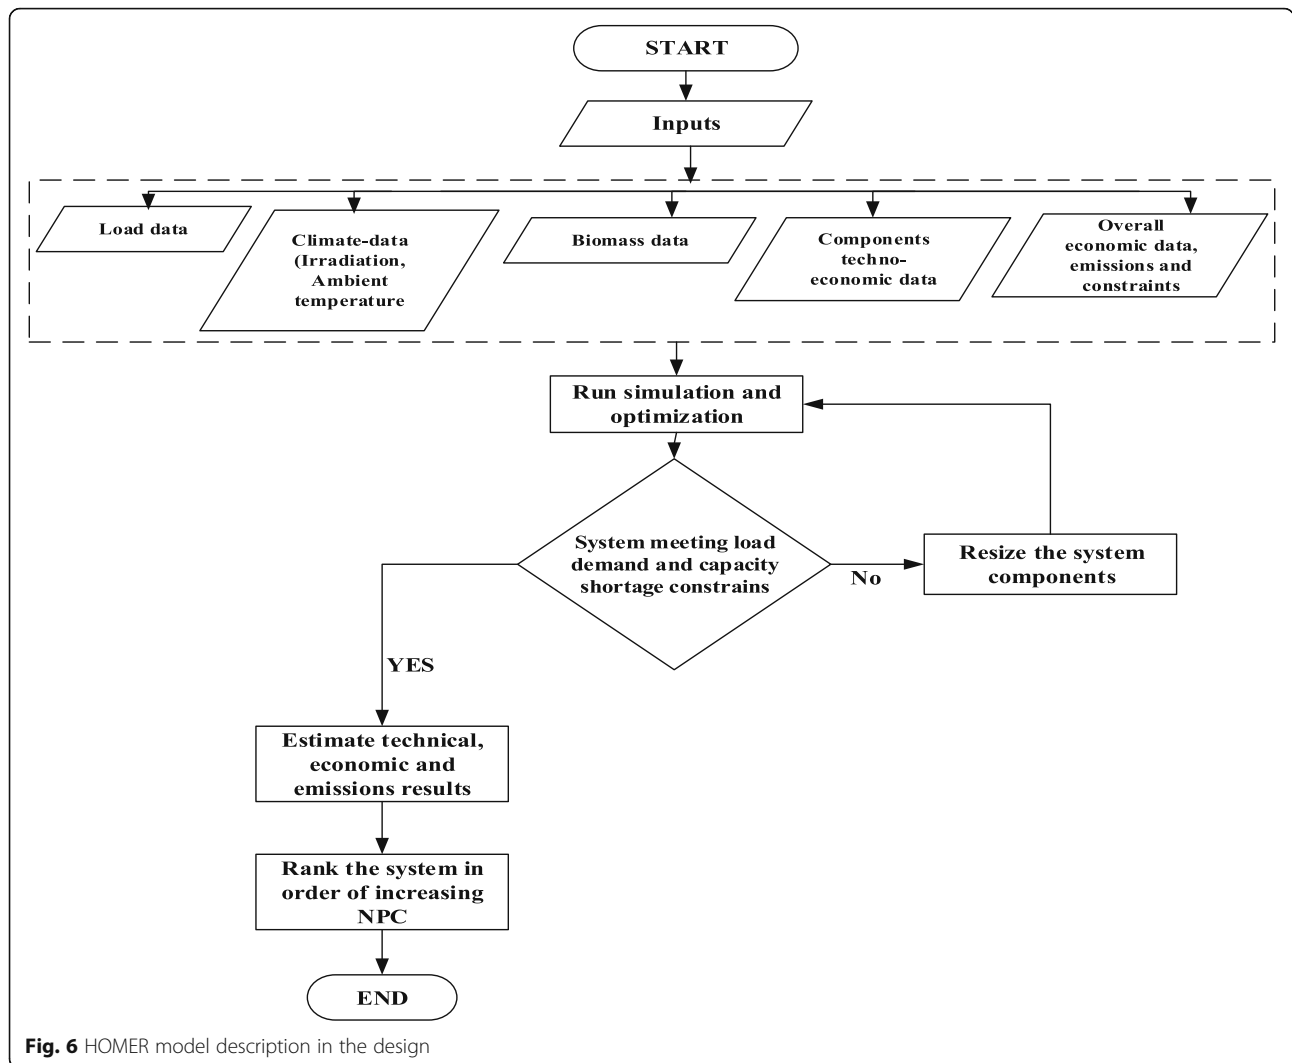 START
Inputs
Load data
Climate-data
(Irradiation,
Ambient
temperature
Biomass data
Components
techno-
economic data
Overall
economic data,
emissions and
constraints
Run simulation and
optimization
System meeting load
demand and capacity
shortage constrains
No
Resize the system
components
YES
Estimate technical,
economic and
emissions results
Rank the system in
order of increasing
NPC
END
Fig. 6 HOMER model description in the design